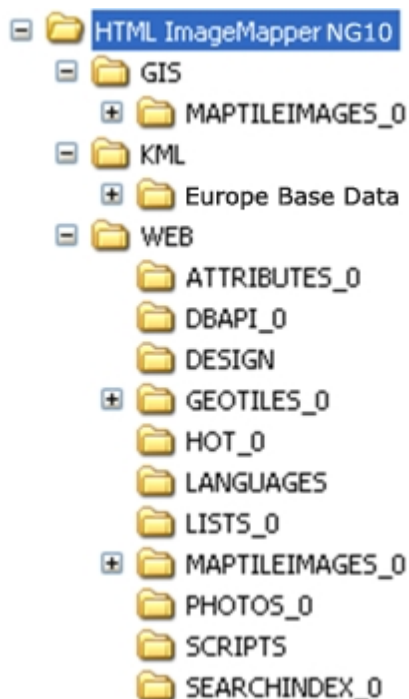 HTML ImageMapper NG10
GIS
MAPTILEIMAGES_0
KML
Europe Base Data
WEB
ATTRIBUTES_0
DBAPI_0
DESIGN
GEOTILES_0
HOT_0
LANGUAGES
LISTS_0
MAPTILEIMAGES_0
PHOTOS_0
SCRIPTS
SEARCHINDEX_0